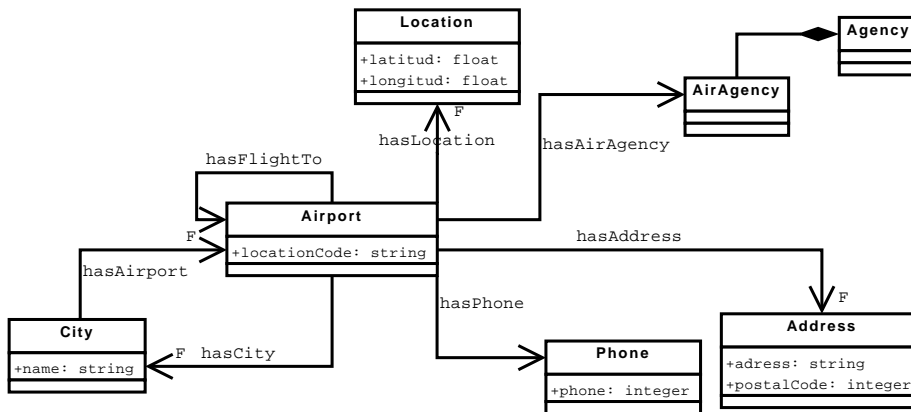 Location
+latitud: float
+longitud: float
F
hasLocation
Agency
AirAgency
hasAirAgency
hasFlightTo
Airport
+locationCode: string
F
hasAirport
hasAddress
F
hasPhone
City
+name: string
F hasCity
Phone
+phone: integer
Address
+adress: string
+postalCode: integer